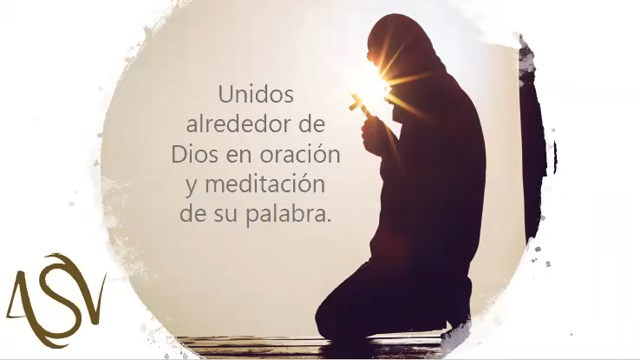 Unidos
alrededor de
Dios en oración
y meditación
de su palabra.
ASV